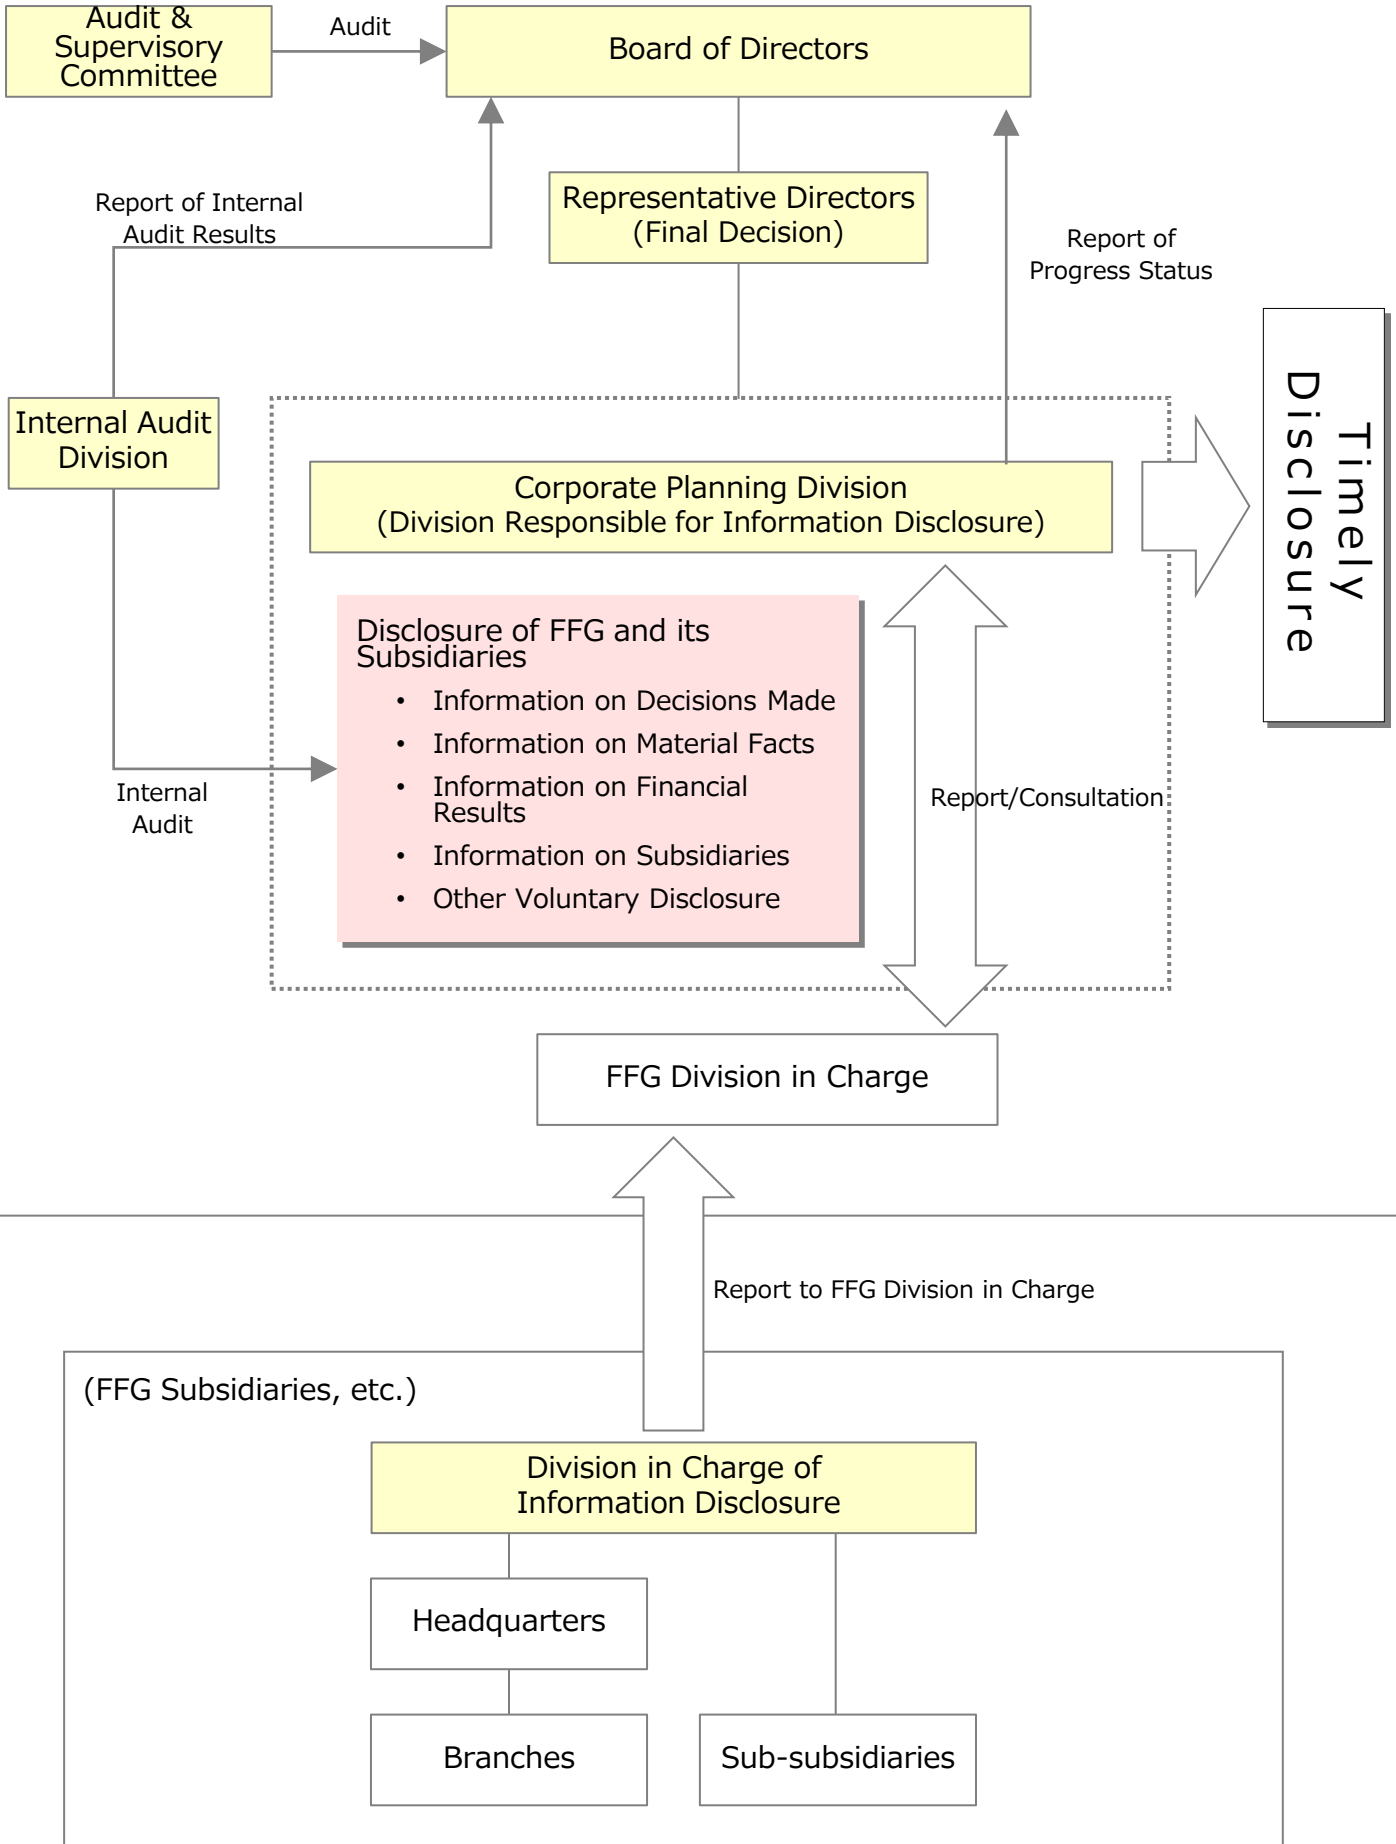 Audit &
Supervisory
Committee
Audit
Board of Directors
Report of Internal
Audit Results
Representative Directors
(Final Decision)
Report of
Progress Status
Timely
Disclosure
Internal Audit
Division
Corporate Planning Division
(Division Responsible for Information Disclosure)
Disclosure of FFG and its
Subsidiaries
• Information on Decisions Made
• Information on Material Facts
• Information on Financial
Results
• Information on Subsidiaries
• Other Voluntary Disclosure
Internal
Audit
Report/Consultation
FFG Division in Charge
Report to FFG Division in Charge
(FFG Subsidiaries, etc.)
Division in Charge of
Information Disclosure
Headquarters
Branches
Sub-subsidiaries